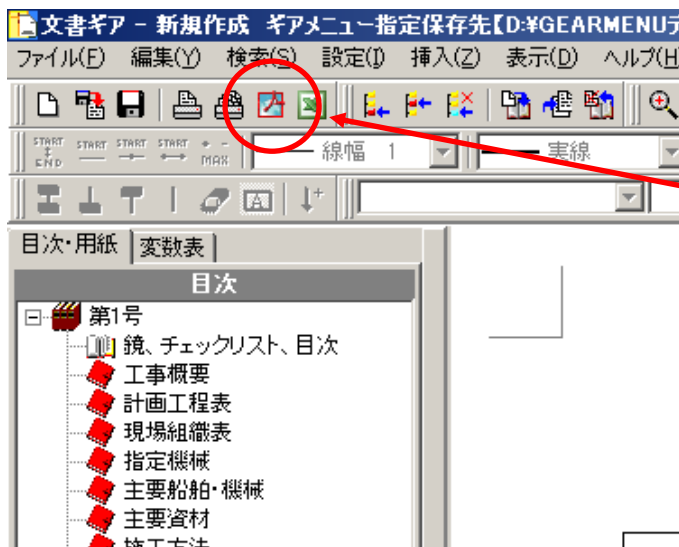 文書ギア - 新規作成 ギアメニュー指定保存先【D:¥GEARMENU
ファイル(F) 編集(Y) 検索(S) 設定(I) 挿入(Z) 表示(D) ヘルプ(H
START END START START START + - MAX 線幅 1 実線
A
目次・用紙 変数表
目次
第1号
鏡、チェックリスト、目次
工事概要
計画工程表
現場組織表
指定機械
主要船舶・機械
主要資材
施工方法